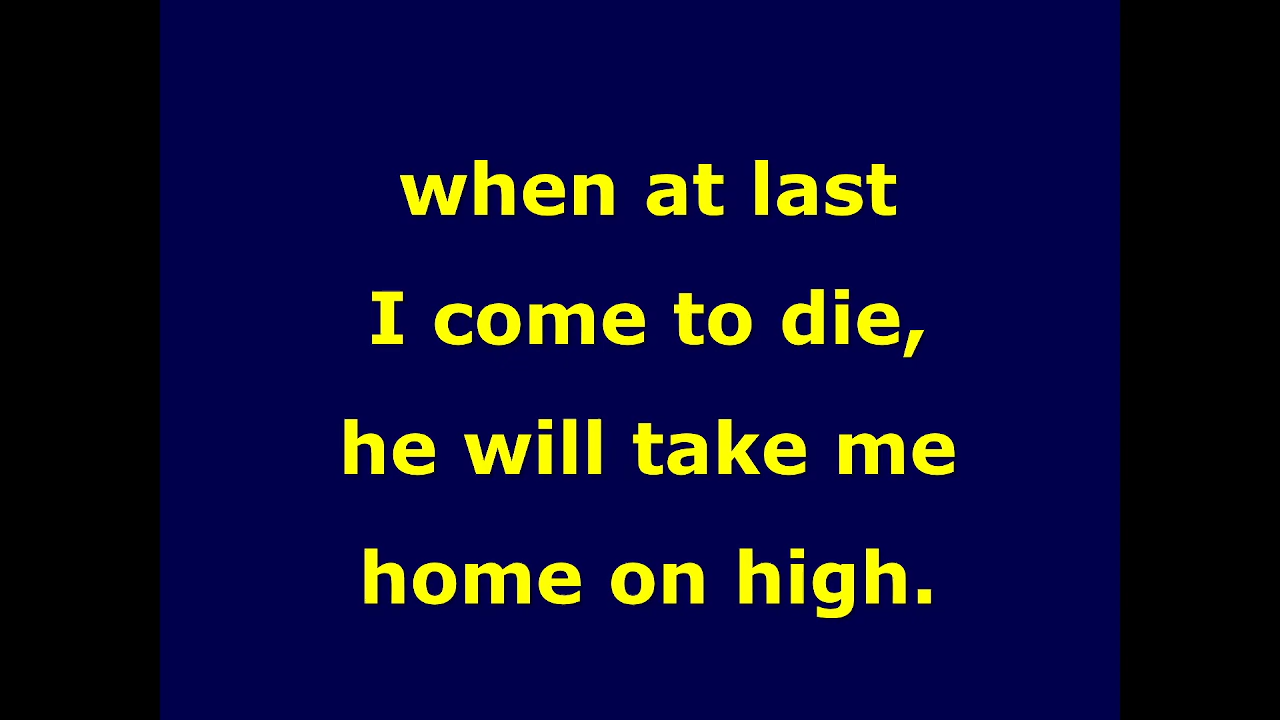 when at last
I come to die,
he will take me
home on high.